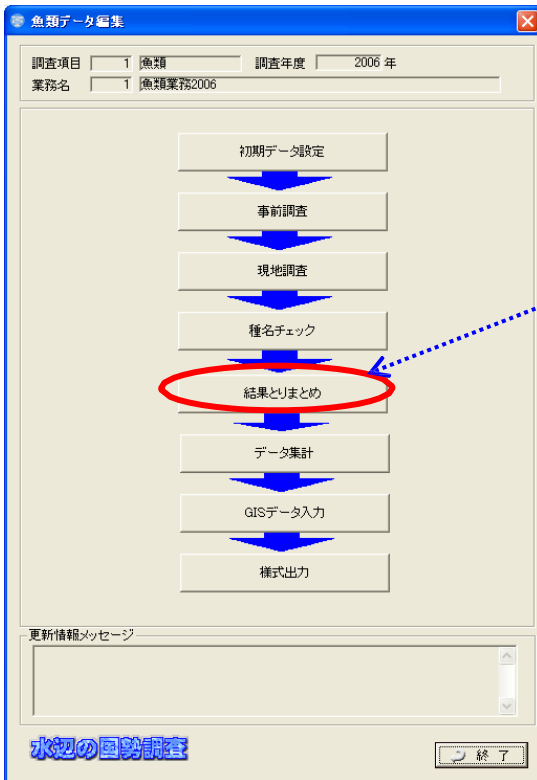 魚類データ編集
調査項目 1 魚類 調査年度 2006 年
業務名 1 魚類業務2006
初期データ設定
事前調査
現地調査
種名チェック
結果とりまとめ
データ集計
GISデータ入力
様式出力
更新情報メッセージ
水辺の国勢調査
終了